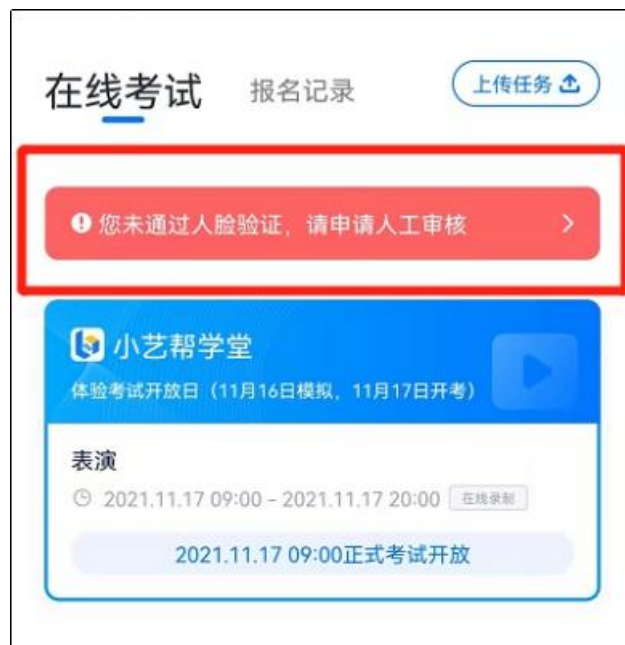 在线考试
报名记录
上传任务
您未通过人脸验证，请申请人工审核
小艺帮学堂
体验考试开放日（11月16日模拟，11月17日开考）
表演
2021.11.17 09:00 - 2021.11.17 20:00 在线录制
2021.11.17 09:00正式考试开放